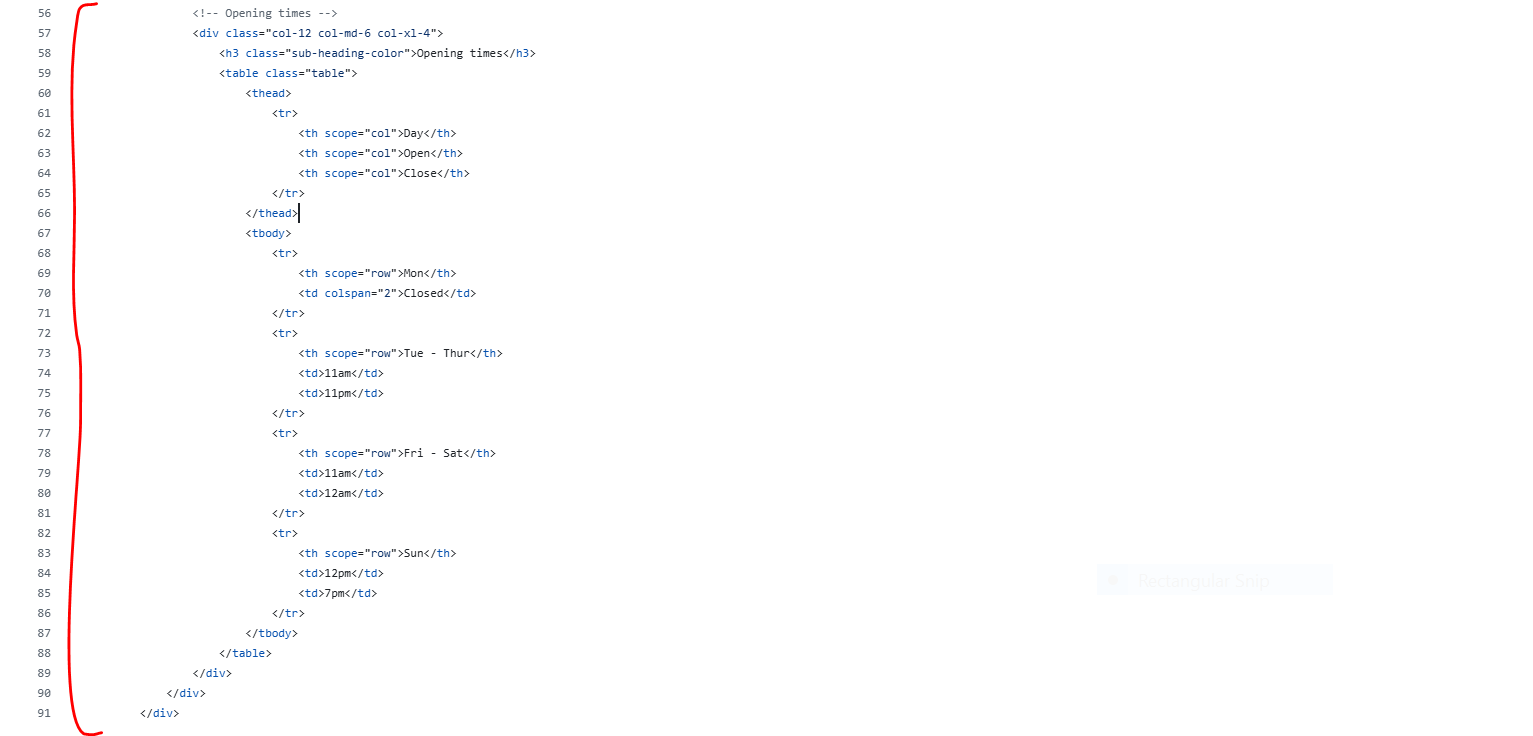 56 <!-- Opening times -->
57 <div class="col-12 col-md-6 col-xl-4">
58 <h3 class="sub-heading-color">Opening times</h3>
59 <table class="table">
60 <thead>
61 <tr>
62 <th scope="col">Day</th>
63 <th scope="col">Open</th>
64 <th scope="col">Close</th>
65 </tr>
66 </thead>
67 <tbody>
68 <tr>
69 <th scope="row">Mon</th>
70 <td colspan="2">Closed</td>
71 </tr>
72 <tr>
73 <th scope="row">Tue - Thur</th>
74 <td>11am</td>
75 <td>11pm</td>
76 </tr>
77 <tr>
78 <th scope="row">Fri - Sat</th>
79 <td>11am</td>
80 <td>12am</td>
81 </tr>
82 <tr>
83 <th scope="row">Sun</th>
84 <td>12pm</td>
Rectangular Snip
85 <td>7pm</td>
86 </tr>
87 </tbody>
88 </table>
89 </div>
90 </div>
91 </div>